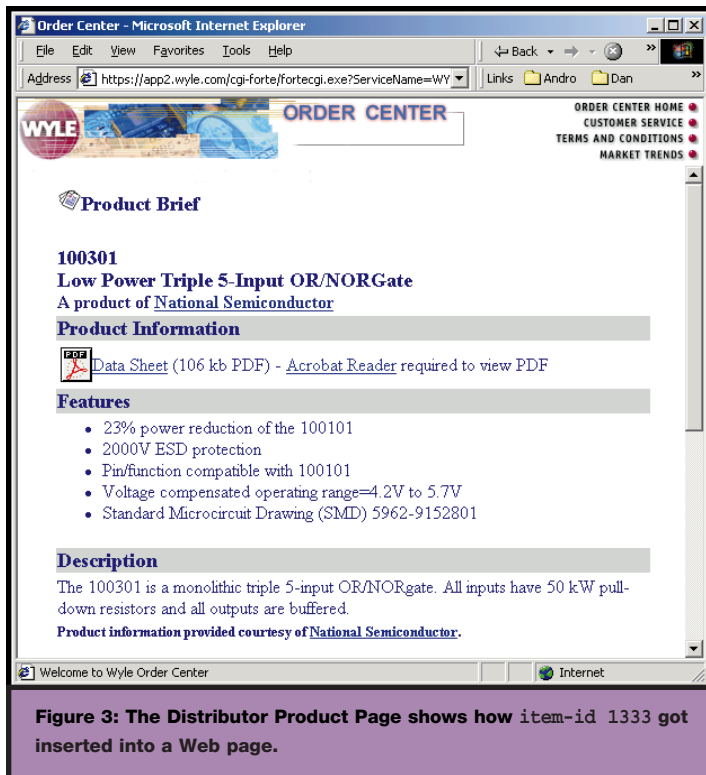 Order Center - Microsoft Internet Explorer
File Edit View Favorites Tools Help
Back
»
Address https://app2.wyle.com/cgi-forte/fortecgi.exe?ServiceName=WY
Links Andro Dan »
WYLE
ORDER CENTER
ORDER CENTER HOME
CUSTOMER SERVICE
TERMS AND CONDITIONS
MARKET TRENDS
Product Brief
100301
Low Power Triple 5-Input OR/NORGate
A product of National Semiconductor
Product Information
PDF
Data Sheet (106 kb PDF) - Acrobat Reader required to view PDF
Features
• 23% power reduction of the 100101
• 2000V ESD protection
• Pin/function compatible with 100101
• Voltage compensated operating range=4.2V to 5.7V
• Standard Microcircuit Drawing (SMD) 5962-9152801
Description
The 100301 is a monolithic triple 5-input OR/NORgate. All inputs have 50 kW pull-
down resistors and all outputs are buffered.
Product information provided courtesy of National Semiconductor.
Welcome to Wyle Order Center
Internet
Figure 3: The Distributor Product Page shows how item-id 1333 got
inserted into a Web page.